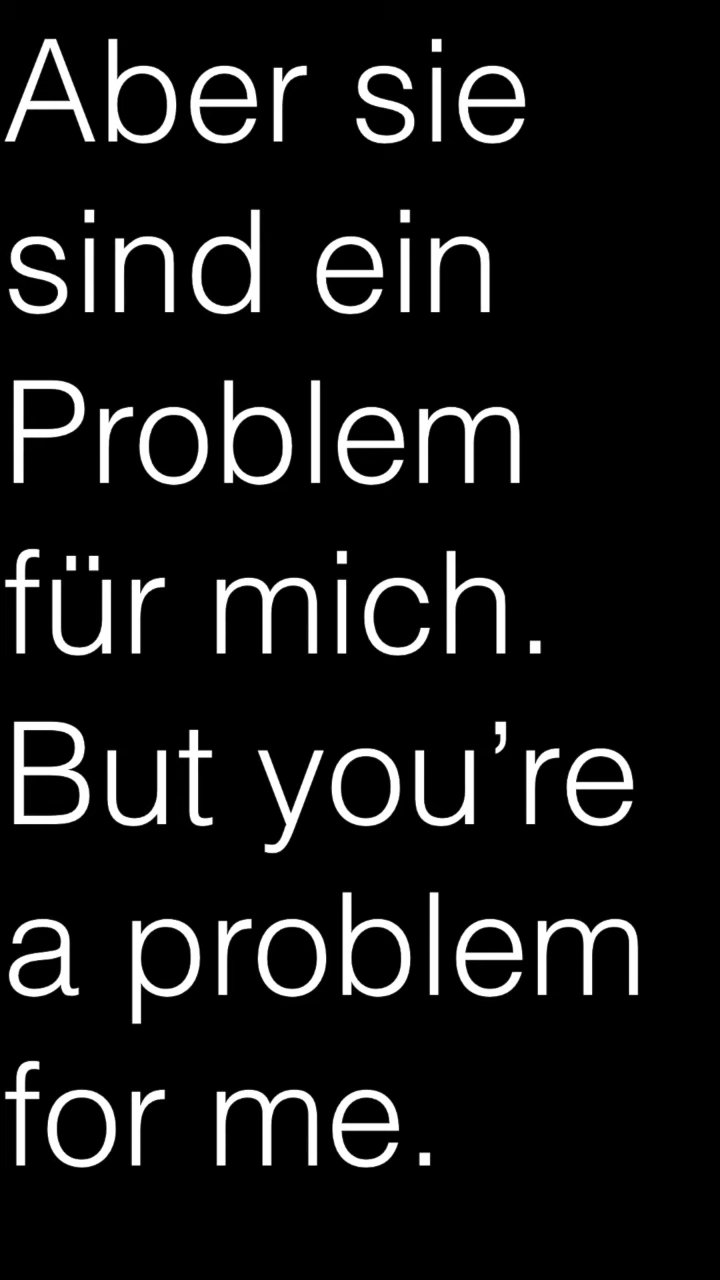 Aber sie
sind ein
Problem
für mich.
But you’re
a problem
for me.